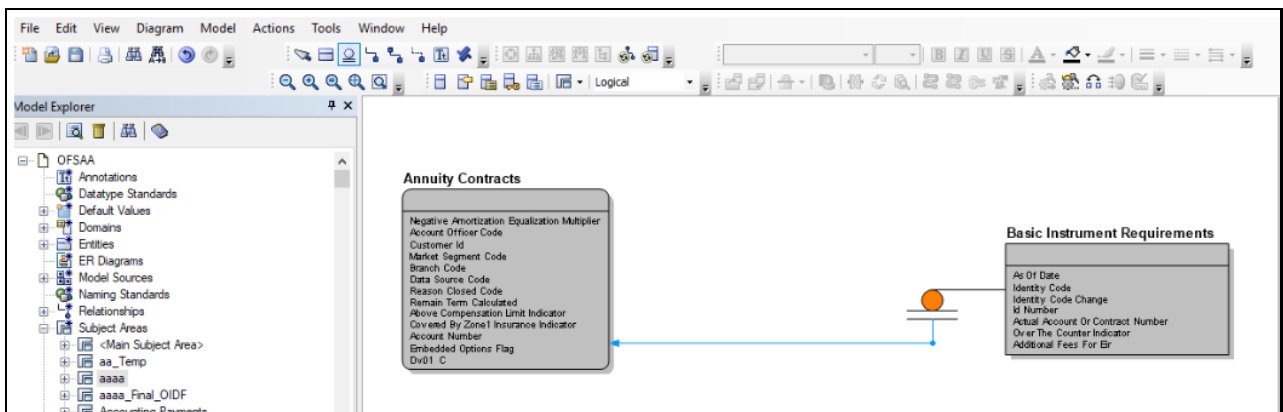 File Edit View Diagram Model Actions Tools Window Help
Logical
Model Explorer
OFSAA
Annotations
Datatype Standards
Default Values
Domains
Entities
ER Diagrams
Model Sources
Naming Standards
Relationships
Subject Areas
<Main Subject Area>
aa_Temp
aaaa
aaaa_Final_OIDF
Accounting Payments
Annuity Contracts
Negative Amortization Equalization Multiplier
Account Officer Code
Customer Id
Market Segment Code
Branch Code
Data Source Code
Reason Closed Code
Remain Term Calculated
Above Compensation Limit Indicator
Covered By Zone1 Insurance Indicator
Account Number
Embedded Options Flag
Dv01 C
Basic Instrument Requirements
As Of Date
Identity Code
Identity Code Change
Id Number
Actual Account Or Contract Number
Over The Counter Indicator
Additional Fees For Eir